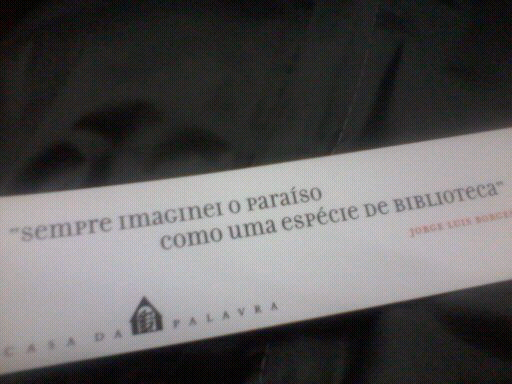 "sempre imaginei o paraíso
como uma espécie de biblioteca"
JORGE LUIS BORGES
CASA DA PALAVRA